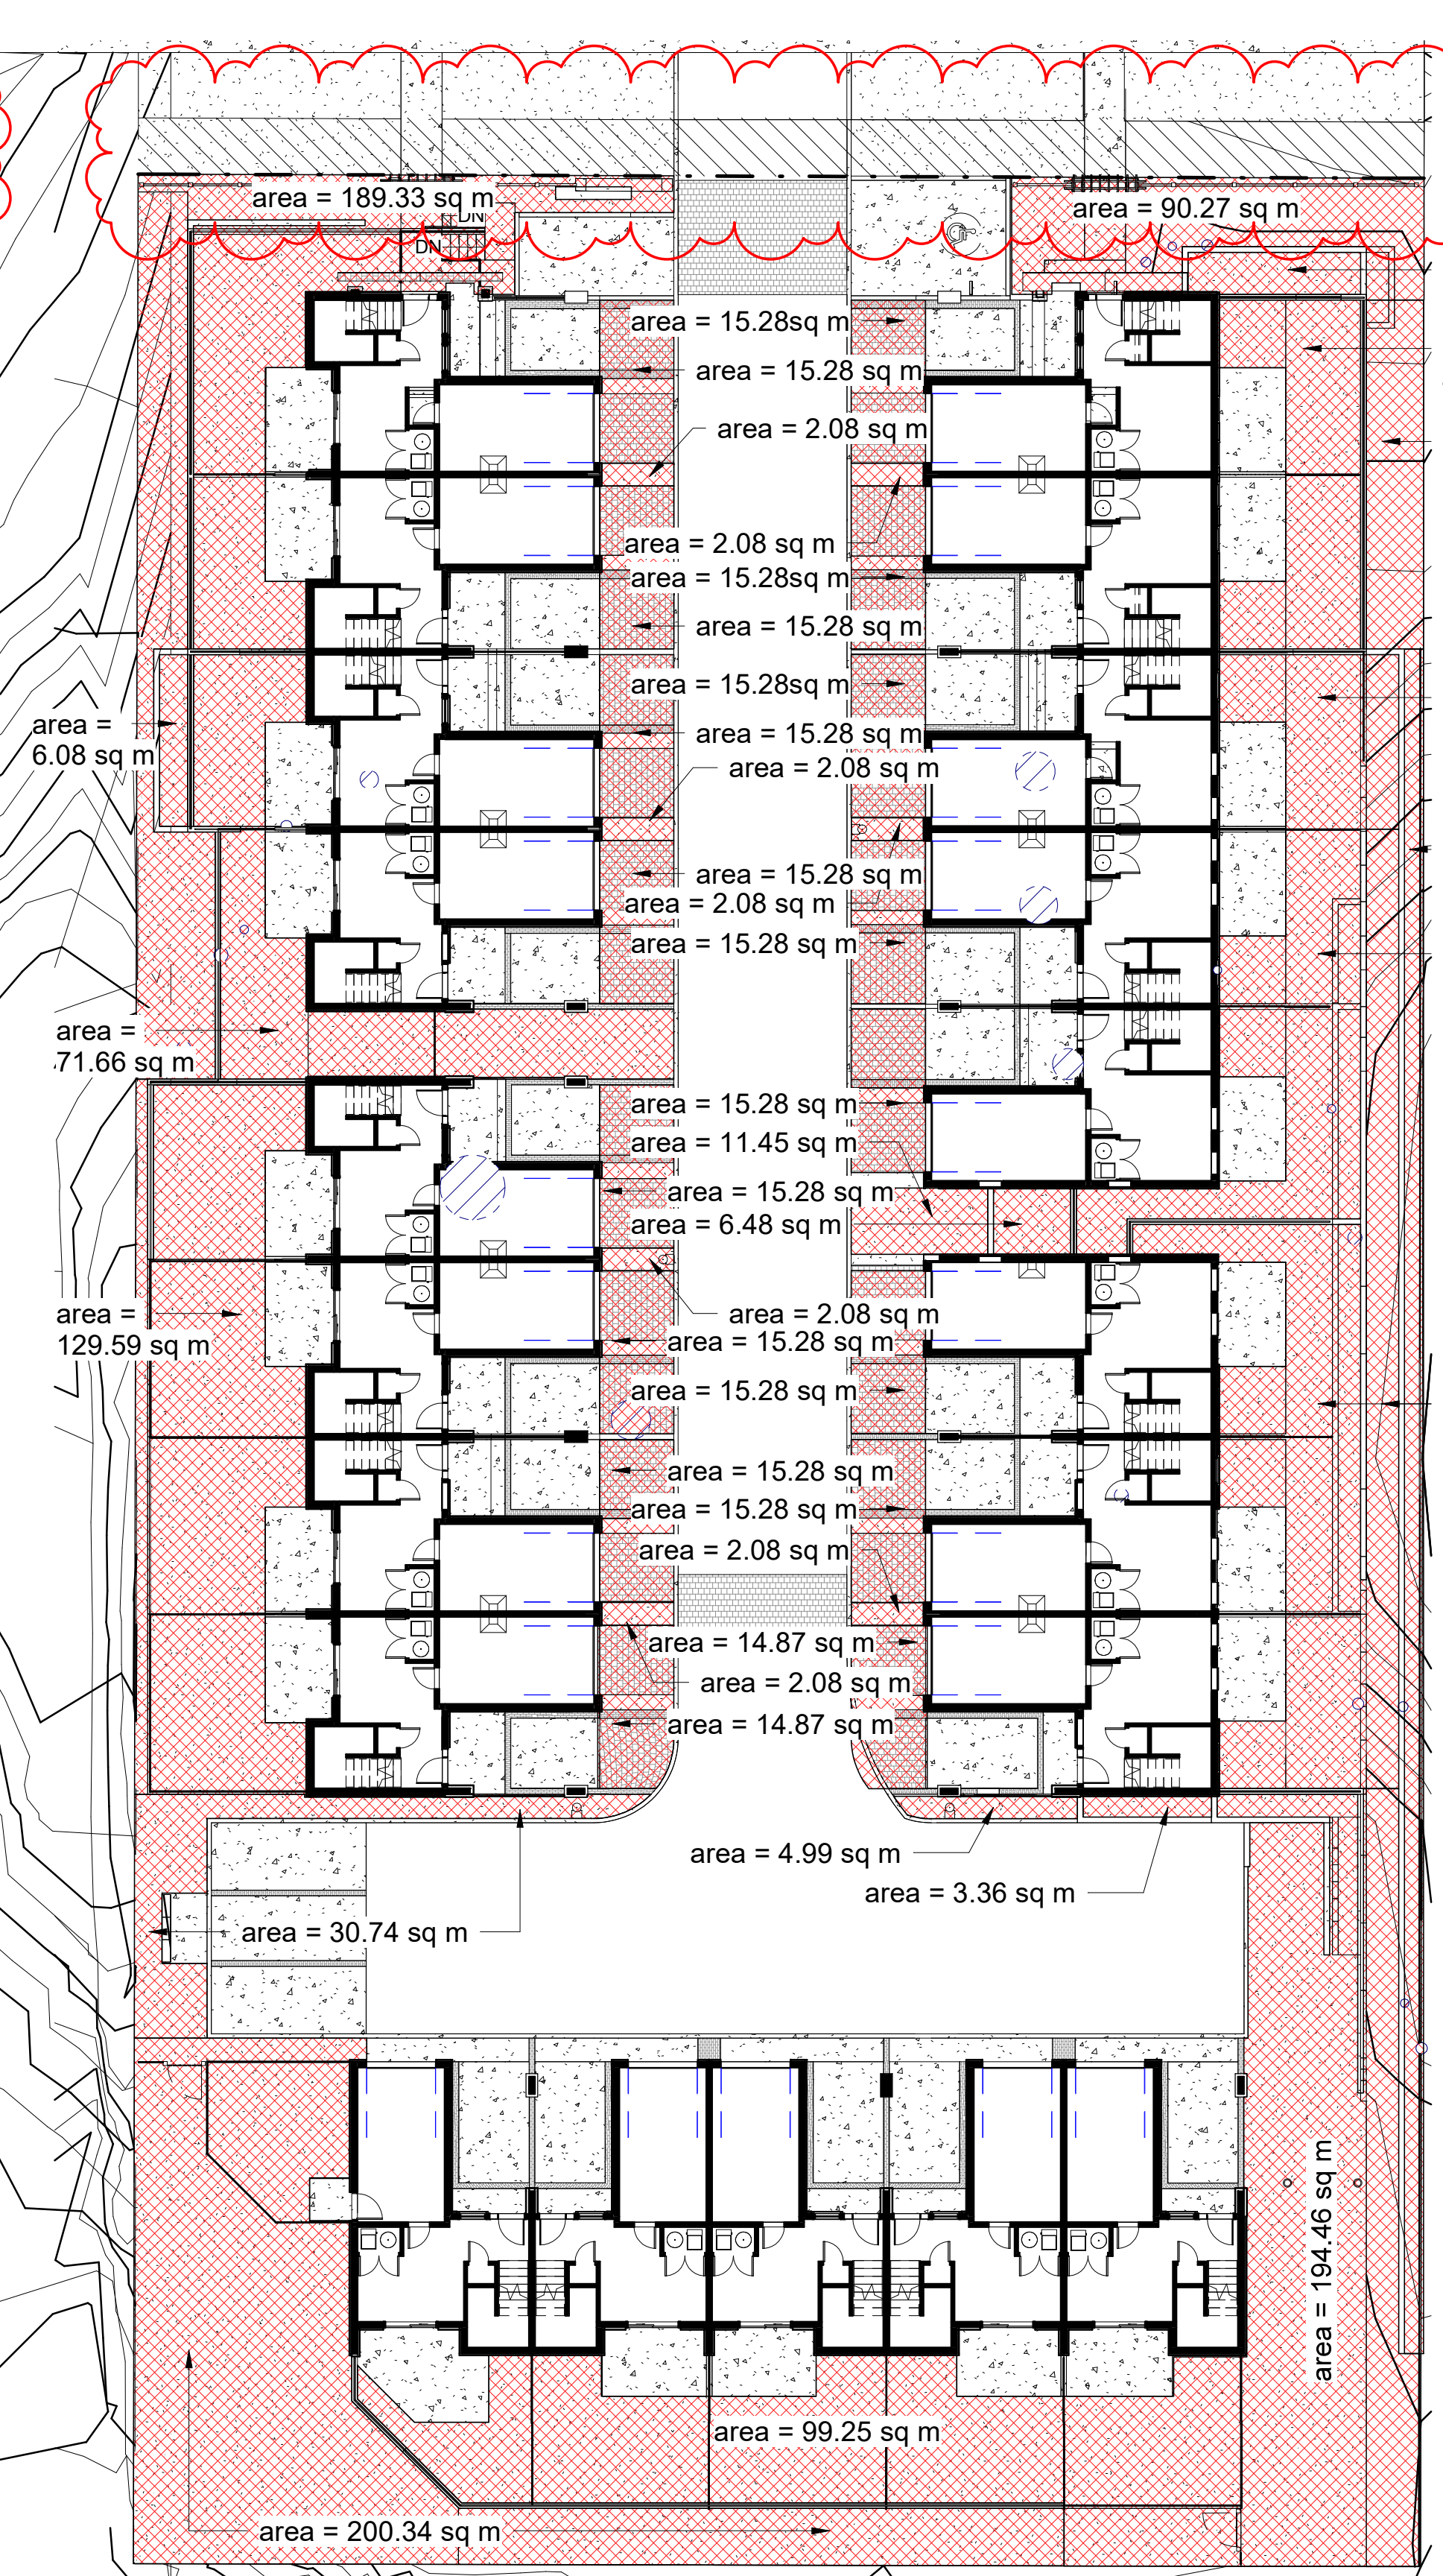 area = 189.33 sq m
DN
DN
area = 90.27 sq m
area = 15.28sq m
area = 15.28 sq m
area = 2.08 sq m
area = 2.08 sq m
area = 15.28sq m
area = 15.28 sq m
area = 15.28sq m
area =
6.08 sq m
area = 15.28 sq m
area = 2.08 sq m
area = 15.28 sq m
area = 2.08 sq m
area = 15.28 sq m
area =
71.66 sq m
area = 15.28 sq m
area = 11.45 sq m
area = 15.28 sq m
area = 6.48 sq m
area =
129.59 sq m
area = 2.08 sq m
area = 15.28 sq m
area = 15.28 sq m
area = 15.28 sq m
area = 15.28 sq m
area = 2.08 sq m
area = 14.87 sq m
area = 2.08 sq m
area = 14.87 sq m
area = 4.99 sq m
area = 3.36 sq m
area = 30.74 sq m
area = 194.46 sq m
area = 99.25 sq m
area = 200.34 sq m